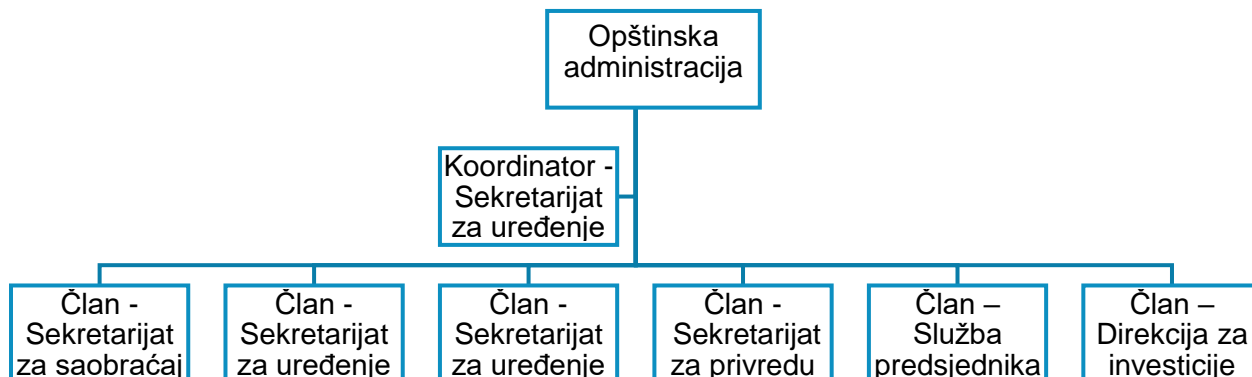 Opštinska
administracija
Koordinator -
Sekretarijat
za uređenje
Član -
Sekretarijat
za saobraćaj
Član -
Sekretarijat
za uređenje
Član -
Sekretarijat
za uređenje
Član -
Sekretarijat
za privredu
Član –
Služba
predsjednika
Član –
Direkcija za
investicije